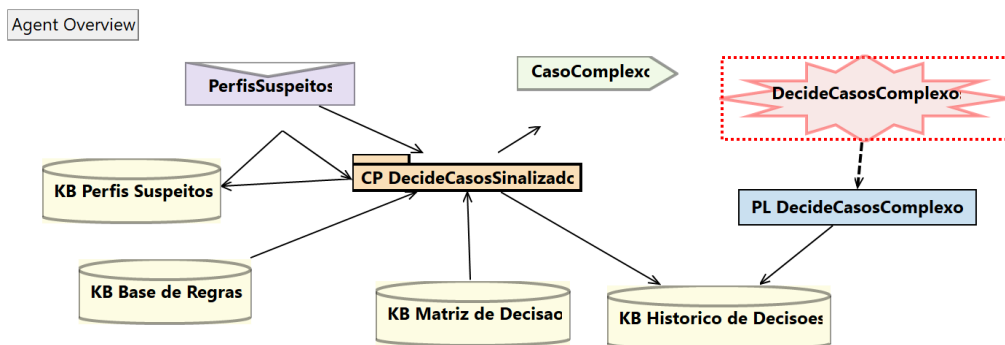 Agent Overview
PerfisSuspeitos
CasoComplexo
DecideCasosComplexos
KB Perfis Suspeitos
CP DecideCasosSinalizado
PL DecideCasosComplexo
KB Base de Regras
KB Matriz de Decisao
KB Historico de Decisoes